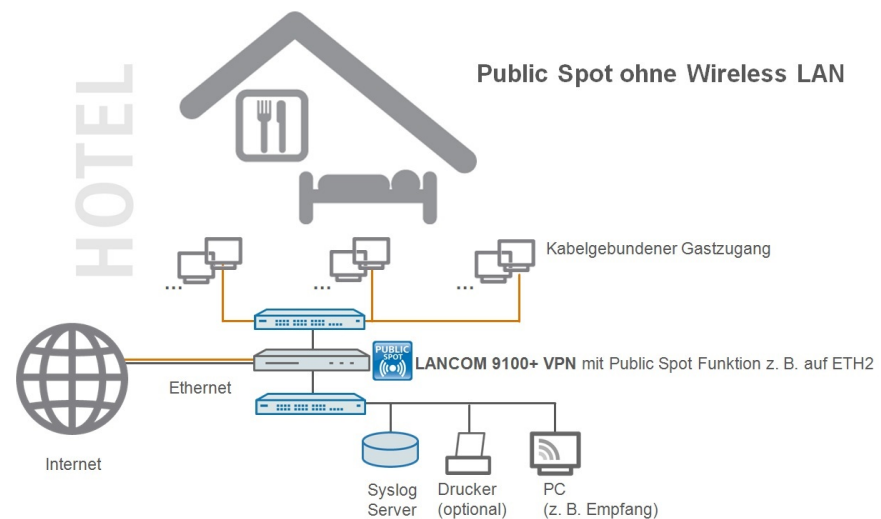 HOTEL
Public Spot ohne Wireless LAN
Kabelgebundener Gastzugang
...
...
...
PUBLIC
SPOT
LANCOM 9100+ VPN mit Public Spot Funktion z. B. auf ETH2
Ethernet
Internet
Syslog
Server
Drucker
(optional)
PC
(z. B. Empfang)